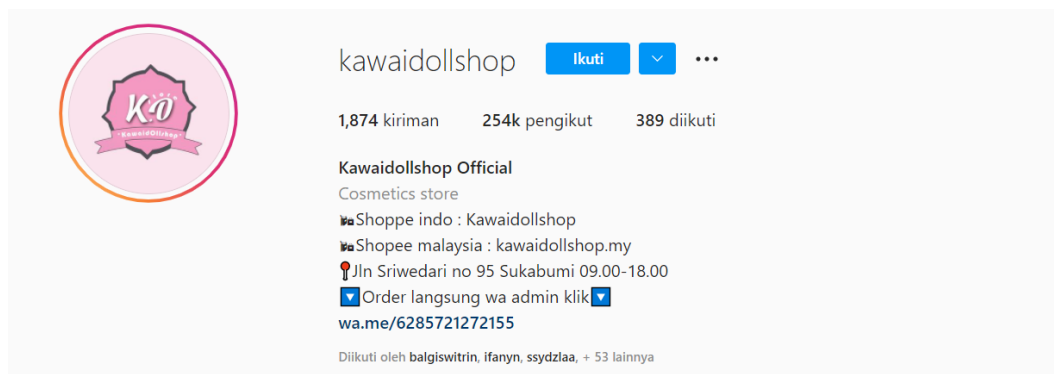 KD
KawaidOllshop
kawaidollshop Ikuti
1,874 kiriman 254k pengikut 389 diikuti
Kawaidollshop Official
Cosmetics store
Shoppe indo : Kawaidollshop
Shopee malaysia : kawaidollshop.my
Jln Sriwedari no 95 Sukabumi 09.00-18.00
Order langsung wa admin klik
wa.me/6285721272155
Diikuti oleh balgiswitrin, ifanyn, ssydzlaa, + 53 lainnya